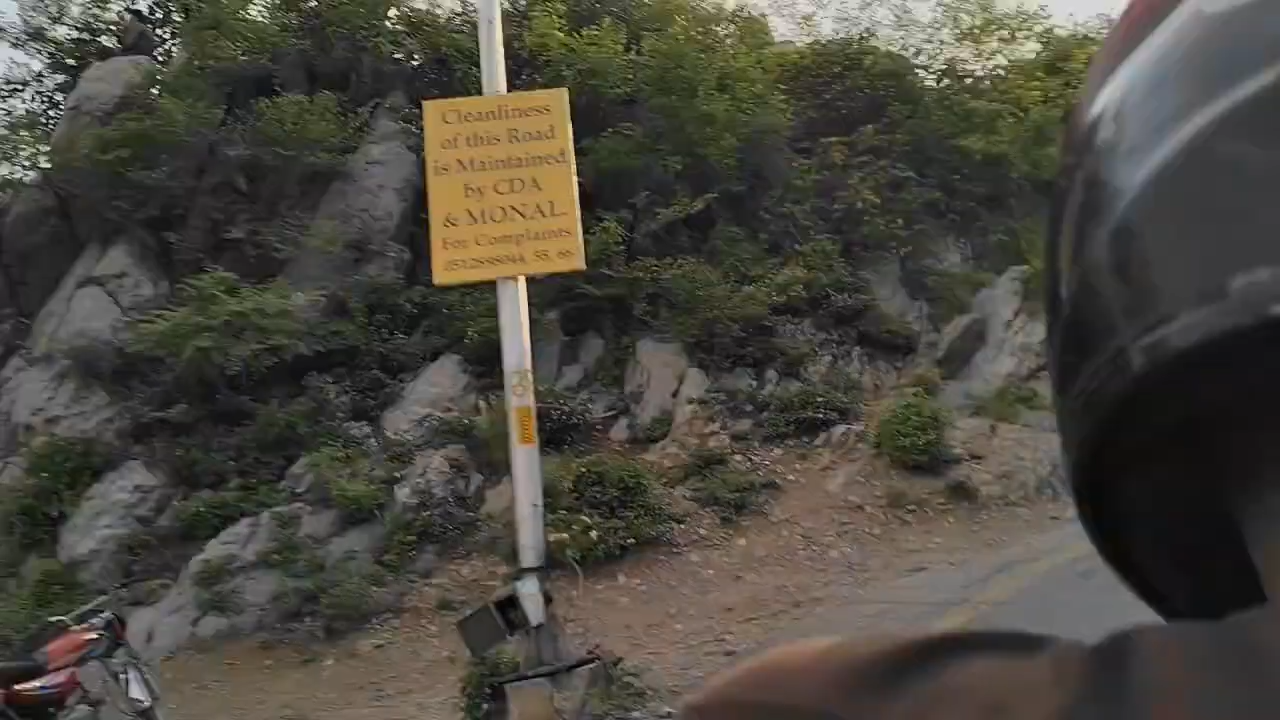 Cleanliness
of this Road
is Maintained
by CDA
& MONAL.
For Complaints